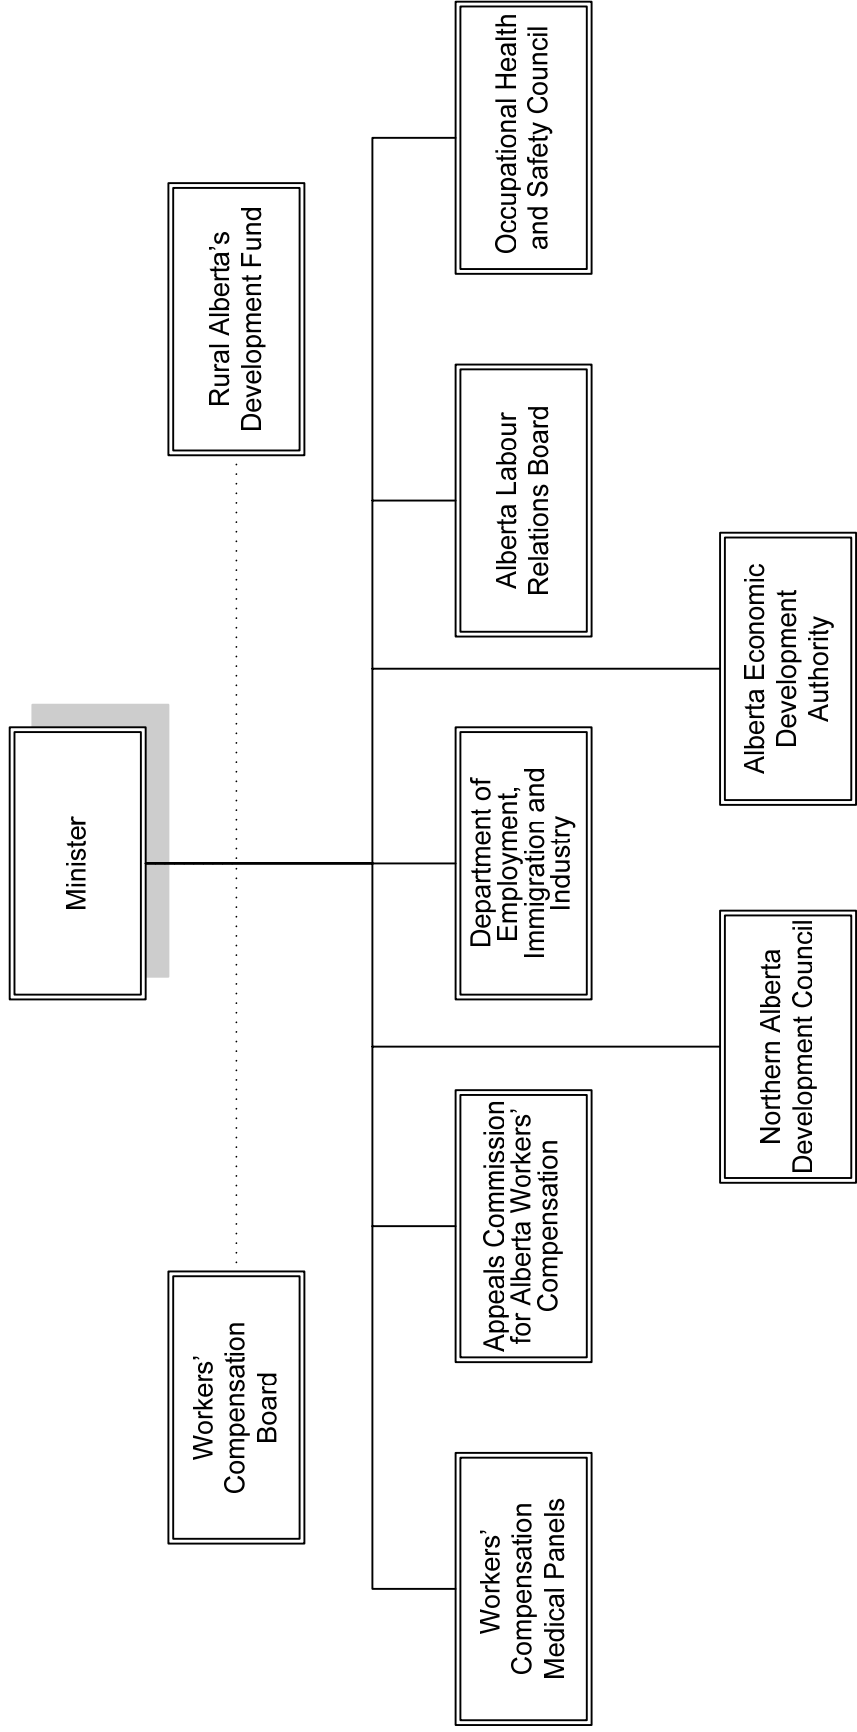 Minister
Workers’
Compensation
Board
Rural Alberta’s
Development Fund
Workers’
Compensation
Medical Panels
Appeals Commission
for Alberta Workers’
Compensation
Department of
Employment,
Immigration and
Industry
Alberta Labour
Relations Board
Occupational Health
and Safety Council
Northern Alberta
Development Council
Alberta Economic
Development
Authority